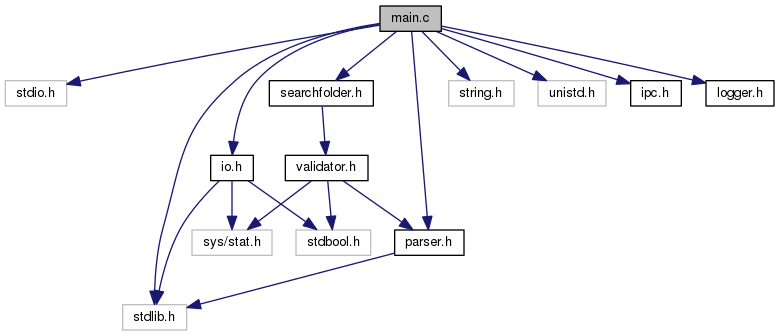 main.c
stdio.h
searchfolder.h
string.h
unistd.h
ipc.h
logger.h
io.h
validator.h
sys/stat.h
stdbool.h
parser.h
stdlib.h